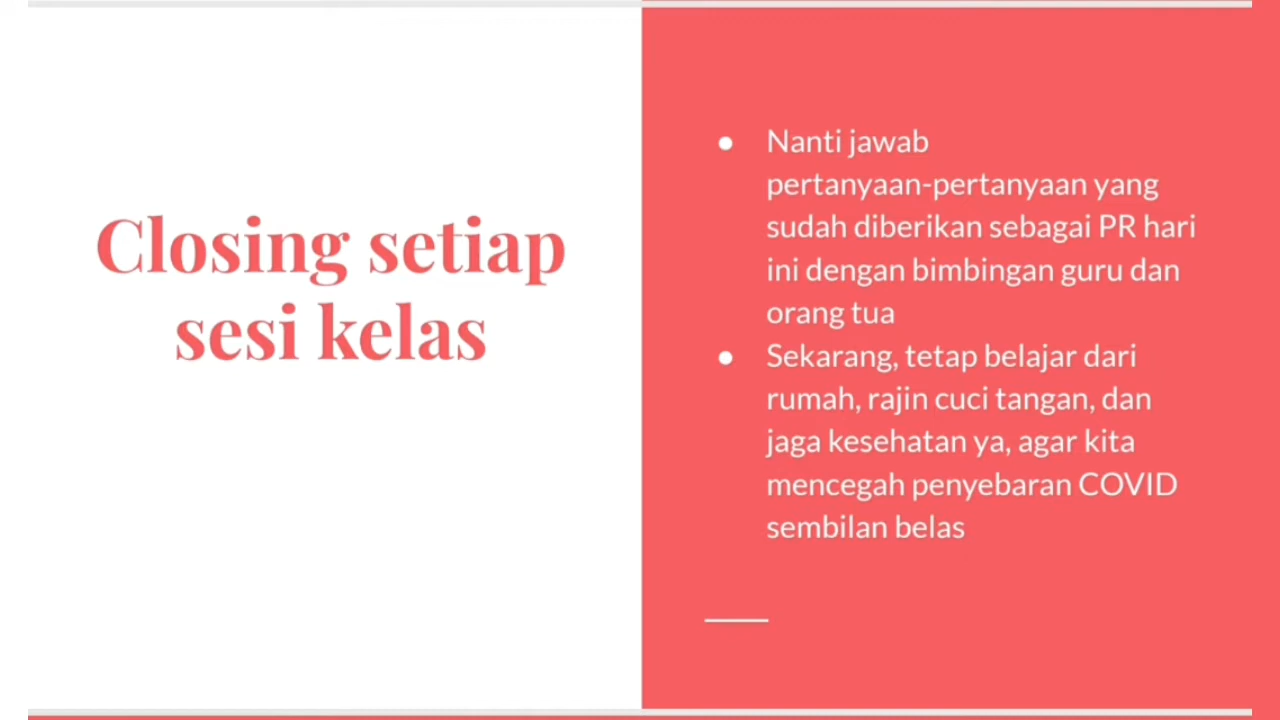 Closing setiap
sesi kelas
● Nanti jawab
pertanyaan-pertanyaan yang
sudah diberikan sebagai PR hari
ini dengan bimbingan guru dan
orang tua
● Sekarang, tetap belajar dari
rumah, rajin cuci tangan, dan
jaga kesehatan ya, agar kita
mencegah penyebaran COVID
sembilan belas